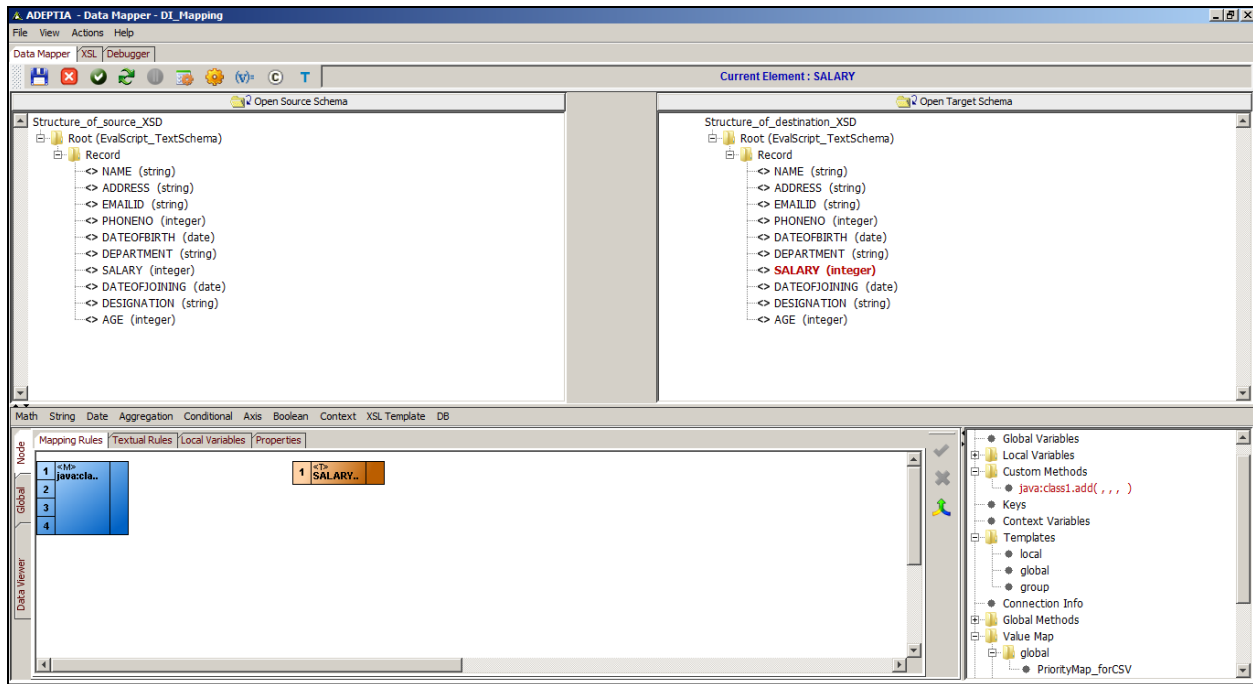 ADEPTIA - Data Mapper - DI_Mapping
File View Actions Help
Data Mapper XSL Debugger
(v)= © T Current Element : SALARY
Open Source Schema Open Target Schema
Structure_of_source_XSD
Root (EvalScript_TextSchema)
Record
<> NAME (string)
<> ADDRESS (string)
<> EMAILID (string)
<> PHONENO (integer)
<> DATEOFBIRTH (date)
<> DEPARTMENT (string)
<> SALARY (integer)
<> DATEOFJOINING (date)
<> DESIGNATION (string)
<> AGE (integer)
Structure_of_destination_XSD
Root (EvalScript_TextSchema)
Record
<> NAME (string)
<> ADDRESS (string)
<> EMAILID (string)
<> PHONENO (integer)
<> DATEOFBIRTH (date)
<> DEPARTMENT (string)
<> SALARY (integer)
<> DATEOFJOINING (date)
<> DESIGNATION (string)
<> AGE (integer)
Math String Date Aggregation Conditional Axis Boolean Context XSL Template DB
Node
Global
Data Viewer
Mapping Rules Textual Rules Local Variables Properties
<M>
1 java:cla..
2
3
4
<T>
1 SALARY..
Global Variables
Local Variables
Custom Methods
java:class1.add( , , , )
Keys
Context Variables
Templates
local
global
group
Connection Info
Global Methods
Value Map
global
PriorityMap_forCSV